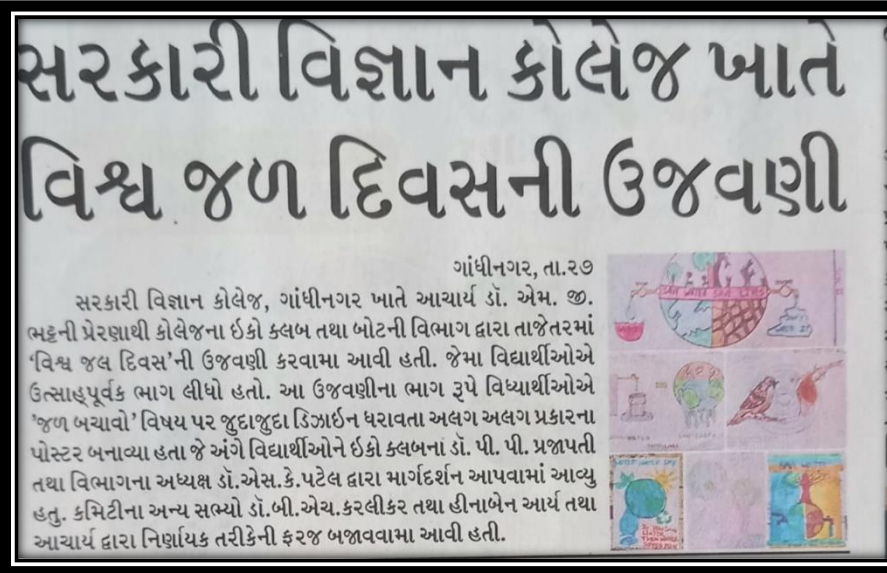 સરકારી વિજ્ઞાન કોલેજ ખાતે
વિશ્વ જળ દિવસની ઉજવણી
ગાંધીનગર, તા.૨૭
સરકારી વિજ્ઞાન કોલેજ, ગાંધીનગર ખાતે આચાર્ય ડૉ. એમ. જી.
ભટ્ટની પ્રેરણાથી કોલેજના ઇકો ક્લબ તથા બોટની વિભાગ દ્વારા તાજેતરમાં
‘વિશ્વ જલ દિવસ’ની ઉજવણી કરવામા આવી હતી. જેમા વિદ્યાર્થીઓએ
ઉત્સાહપૂર્વક ભાગ લીધો હતો. આ ઉજવણીના ભાગ રૂપે વિધ્યાર્થીઓએ
‘જળ બચાવો’ વિષય પર જુદાજુદા ડિઝાઇન ધરાવતા અલગ અલગ પ્રકારના
પોસ્ટર બનાવ્યા હતા જે અંગે વિદ્યાર્થીઓને ઇકો ક્લબનાં ડૉ. પી. પી. પ્રજાપતી
તથા વિભાગના અધ્યક્ષ ડૉ.એસ.કે.પટેલ દ્વારા માર્ગદર્શન આપવામાં આવ્યુ
હતુ. કમિટીના અન્ય સભ્યો ડૉ.બી.એચ.કરલીકર તથા હીનાબેન આર્ય તથા
આચાર્ય દ્વારા નિર્ણાયક તરીકેની ફરજ બજાવવામા આવી હતી.
SAVE WATER SAVE
WATER